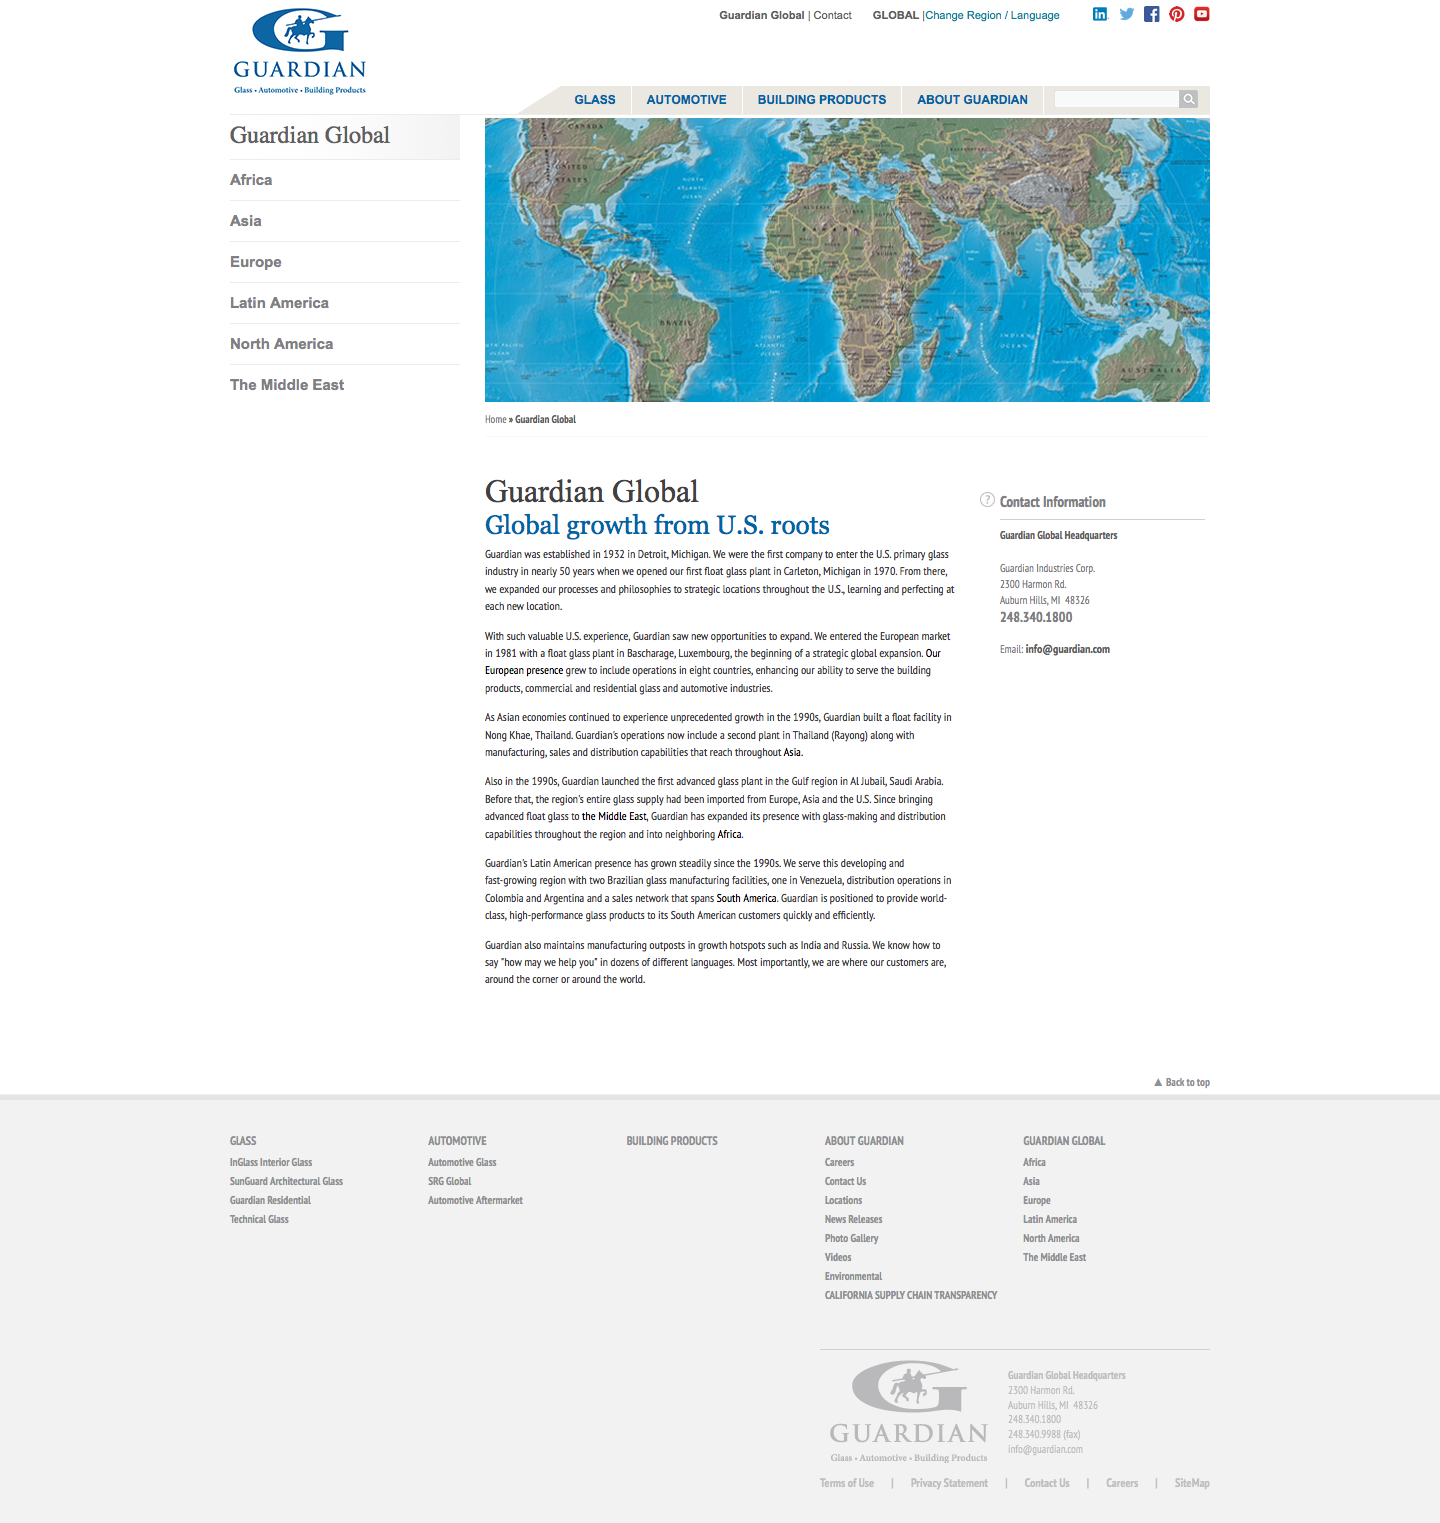 Guardian Global | Contact
GLOBAL |Change Region / Language
GUARDIAN
Glass • Automotive • Building Products
GLASS
AUTOMOTIVE
BUILDING PRODUCTS
ABOUT GUARDIAN
Guardian Global
Africa
Asia
Europe
Latin America
North America
The Middle East
CANADA
UNITED
STATES
NORTH
ATLANTIC
OCEAN
CHINA
ALGERIA
LIBYA
SAHARA
BRAZIL
SOUTH
ATLANTIC
INDIAN
OCEAN
AUSTRALIA
Home » Guardian Global
Guardian Global
Global growth from U.S. roots
Guardian was established in 1932 in Detroit, Michigan. We were the first company to enter the U.S. primary glass
industry in nearly 50 years when we opened our first float glass plant in Carleton, Michigan in 1970. From there,
we expanded our processes and philosophies to strategic locations throughout the U.S., learning and perfecting at
each new location.
With such valuable U.S. experience, Guardian saw new opportunities to expand. We entered the European market
in 1981 with a float glass plant in Bascharage, Luxembourg, the beginning of a strategic global expansion. Our
European presence grew to include operations in eight countries, enhancing our ability to serve the building
products, commercial and residential glass and automotive industries.
As Asian economies continued to experience unprecedented growth in the 1990s, Guardian built a float facility in
Nong Khae, Thailand. Guardian's operations now include a second plant in Thailand (Rayong) along with
manufacturing, sales and distribution capabilities that reach throughout Asia.
Also in the 1990s, Guardian launched the first advanced glass plant in the Gulf region in Al Jubail, Saudi Arabia.
Before that, the region's entire glass supply had been imported from Europe, Asia and the U.S. Since bringing
advanced float glass to the Middle East, Guardian has expanded its presence with glass-making and distribution
capabilities throughout the region and into neighboring Africa.
Guardian's Latin American presence has grown steadily since the 1990s. We serve this developing and
fast-growing region with two Brazilian glass manufacturing facilities, one in Venezuela, distribution operations in
Colombia and Argentina and a sales network that spans South America. Guardian is positioned to provide world-
class, high-performance glass products to its South American customers quickly and efficiently.
Guardian also maintains manufacturing outposts in growth hotspots such as India and Russia. We know how to
say "how may we help you" in dozens of different languages. Most importantly, we are where our customers are,
around the corner or around the world.
? Contact Information
Guardian Global Headquarters
Guardian Industries Corp.
2300 Harmon Rd.
Auburn Hills, MI 48326
248.340.1800
Email: info@guardian.com
▲ Back to top
GLASS
InGlass Interior Glass
SunGuard Architectural Glass
Guardian Residential
Technical Glass
AUTOMOTIVE
Automotive Glass
SRG Global
Automotive Aftermarket
BUILDING PRODUCTS
ABOUT GUARDIAN
Careers
Contact Us
Locations
News Releases
Photo Gallery
Videos
Environmental
CALIFORNIA SUPPLY CHAIN TRANSPARENCY
GUARDIAN GLOBAL
Africa
Asia
Europe
Latin America
North America
The Middle East
GUARDIAN
Glass • Automotive • Building Products
Guardian Global Headquarters
2300 Harmon Rd.
Auburn Hills, MI 48326
248.340.1800
248.340.9988 (fax)
info@guardian.com
Terms of Use | Privacy Statement | Contact Us | Careers | SiteMap